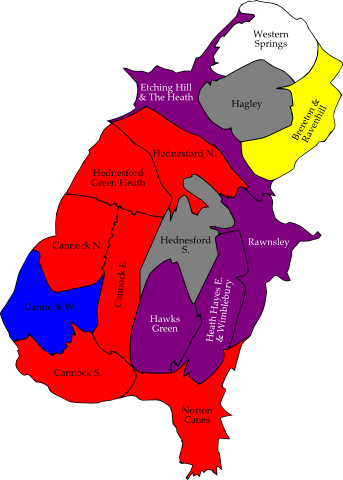 Western
Springs
Etching Hill
& The Heath
Hagley
Brereton &
Ravenhill
Hednesford N.
Hednesford
Green Heath
Cannock N.
Hednesford
S.
Rawnsley
Cannock E.
Cannock W.
Hawks
Green
Heath Hayes E.
& Wimblebury
Cannock S.
Norton
Canes